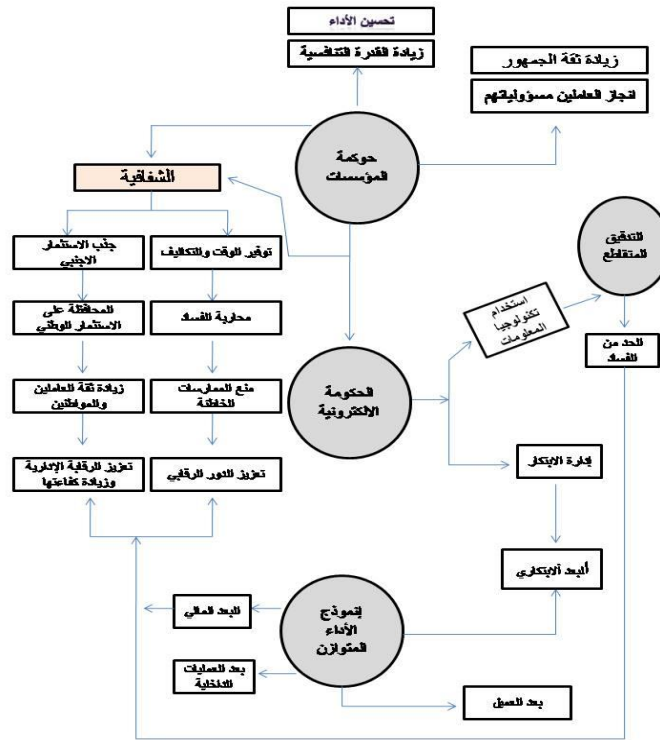 تحسين الأداء
زيادة القدرة التنافسية
زيادة ثقة الجمهور
انجاز العاملين مسؤولياتهم
حوكمة
المؤسسات
الشفافية
التدقيق
المتقاطع
جذب الاستثمار
الاجنبي
توفير الوقت والتكاليف
استخدام
تكنولوجيا
المعلومات
المحافظة على
الاستثمار الوطني
محاربة الفساد
الحد من
الفساد
زيادة ثقة العاملين
والمواطنين
منع الممارسات
الخاطئة
الحكومة
الالكترونية
تعزيز الرقابة الإدارية
وزيادة كفاءتها
تعزيز الدور الرقابي
إدارة الابتكار
البعد الابتكاري
إنموذج
الأداء
المتوازن
البعد المالي
بعد العمليات
الداخلية
بعد العميل